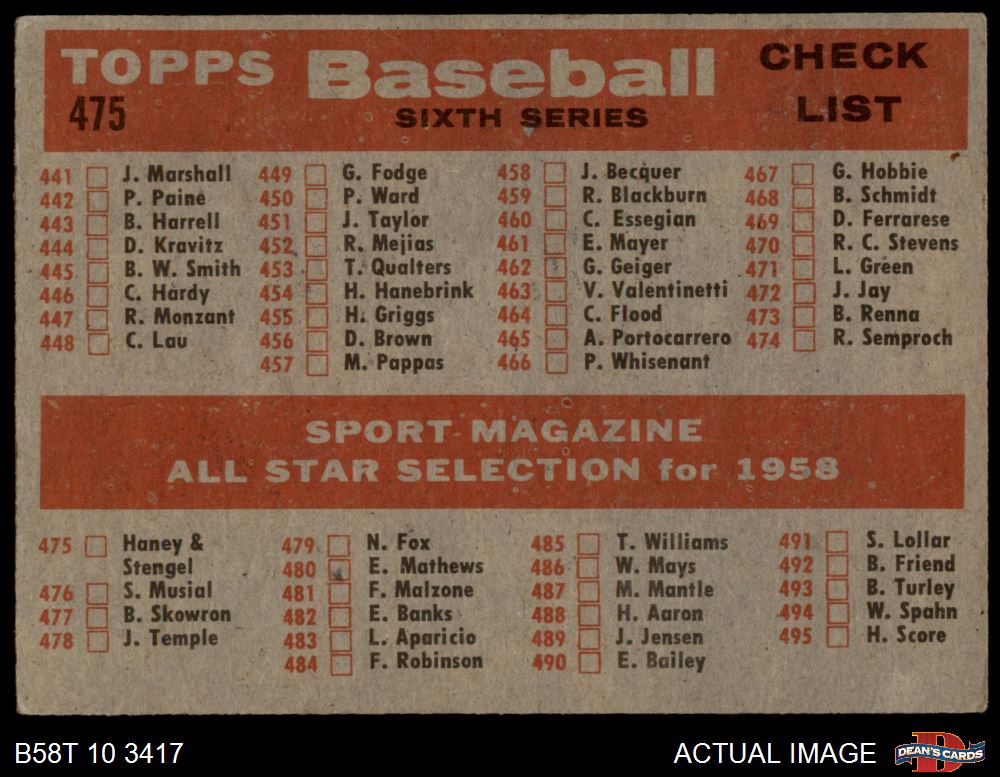 TOPPS Baseball CHECK
475 SIXTH SERIES LIST
441 J. Marshall
442 P. Paine
443 B. Harrell
444 D. Kravitz
445 B. W. Smith
446 C. Hardy
447 R. Monzant
448 C. Lau
449 G. Fodge
450 P. Ward
451 J. Taylor
452 R. Mejias
453 T. Qualters
454 H. Hanebrink
455 H. Griggs
456 D. Brown
457 M. Pappas
458 J. Becquer
459 R. Blackburn
460 C. Essegian
461 E. Mayer
462 G. Geiger
463 V. Valentinetti
464 C. Flood
465 A. Portocarrero
466 P. Whisenant
467 G. Hobbie
468 B. Schmidt
469 D. Ferrarese
470 R. C. Stevens
471 L. Green
472 J. Jay
473 B. Renna
474 R. Semproch
SPORT MAGAZINE
ALL STAR SELECTION for 1958
475 Haney &
Stengel
476 S. Musial
477 B. Skowron
478 J. Temple
479 N. Fox
480 E. Mathews
481 F. Malzone
482 E. Banks
483 L. Aparicio
484 F. Robinson
485 T. Williams
486 W. Mays
487 M. Mantle
488 H. Aaron
489 J. Jensen
490 E. Bailey
491 S. Lollar
492 B. Friend
493 B. Turley
494 W. Spahn
495 H. Score
B58T 10 3417 ACTUAL IMAGE D DEAN'S CARDS